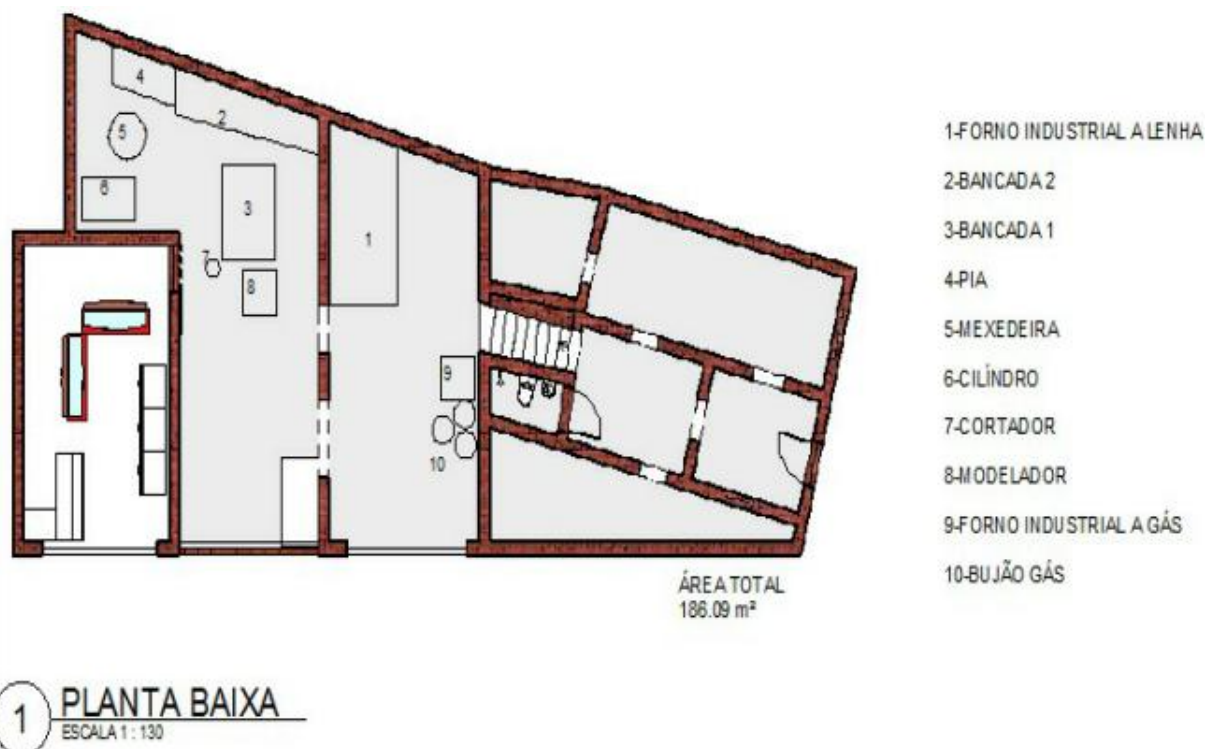 4
2
5
6
3
1
7
8
9
10
1-FORNO INDUSTRIAL A LENHA
2-BANCADA 2
3-BANCADA 1
4-PIA
5-MEXEDEIRA
6-CILÍNDRO
7-CORTADOR
8-MODELADOR
9-FORNO INDUSTRIAL A GÁS
10-BUJÃO GÁS
ÁREA TOTAL
186.09 m²
1 PLANTA BAIXA
ESCALA 1 : 130